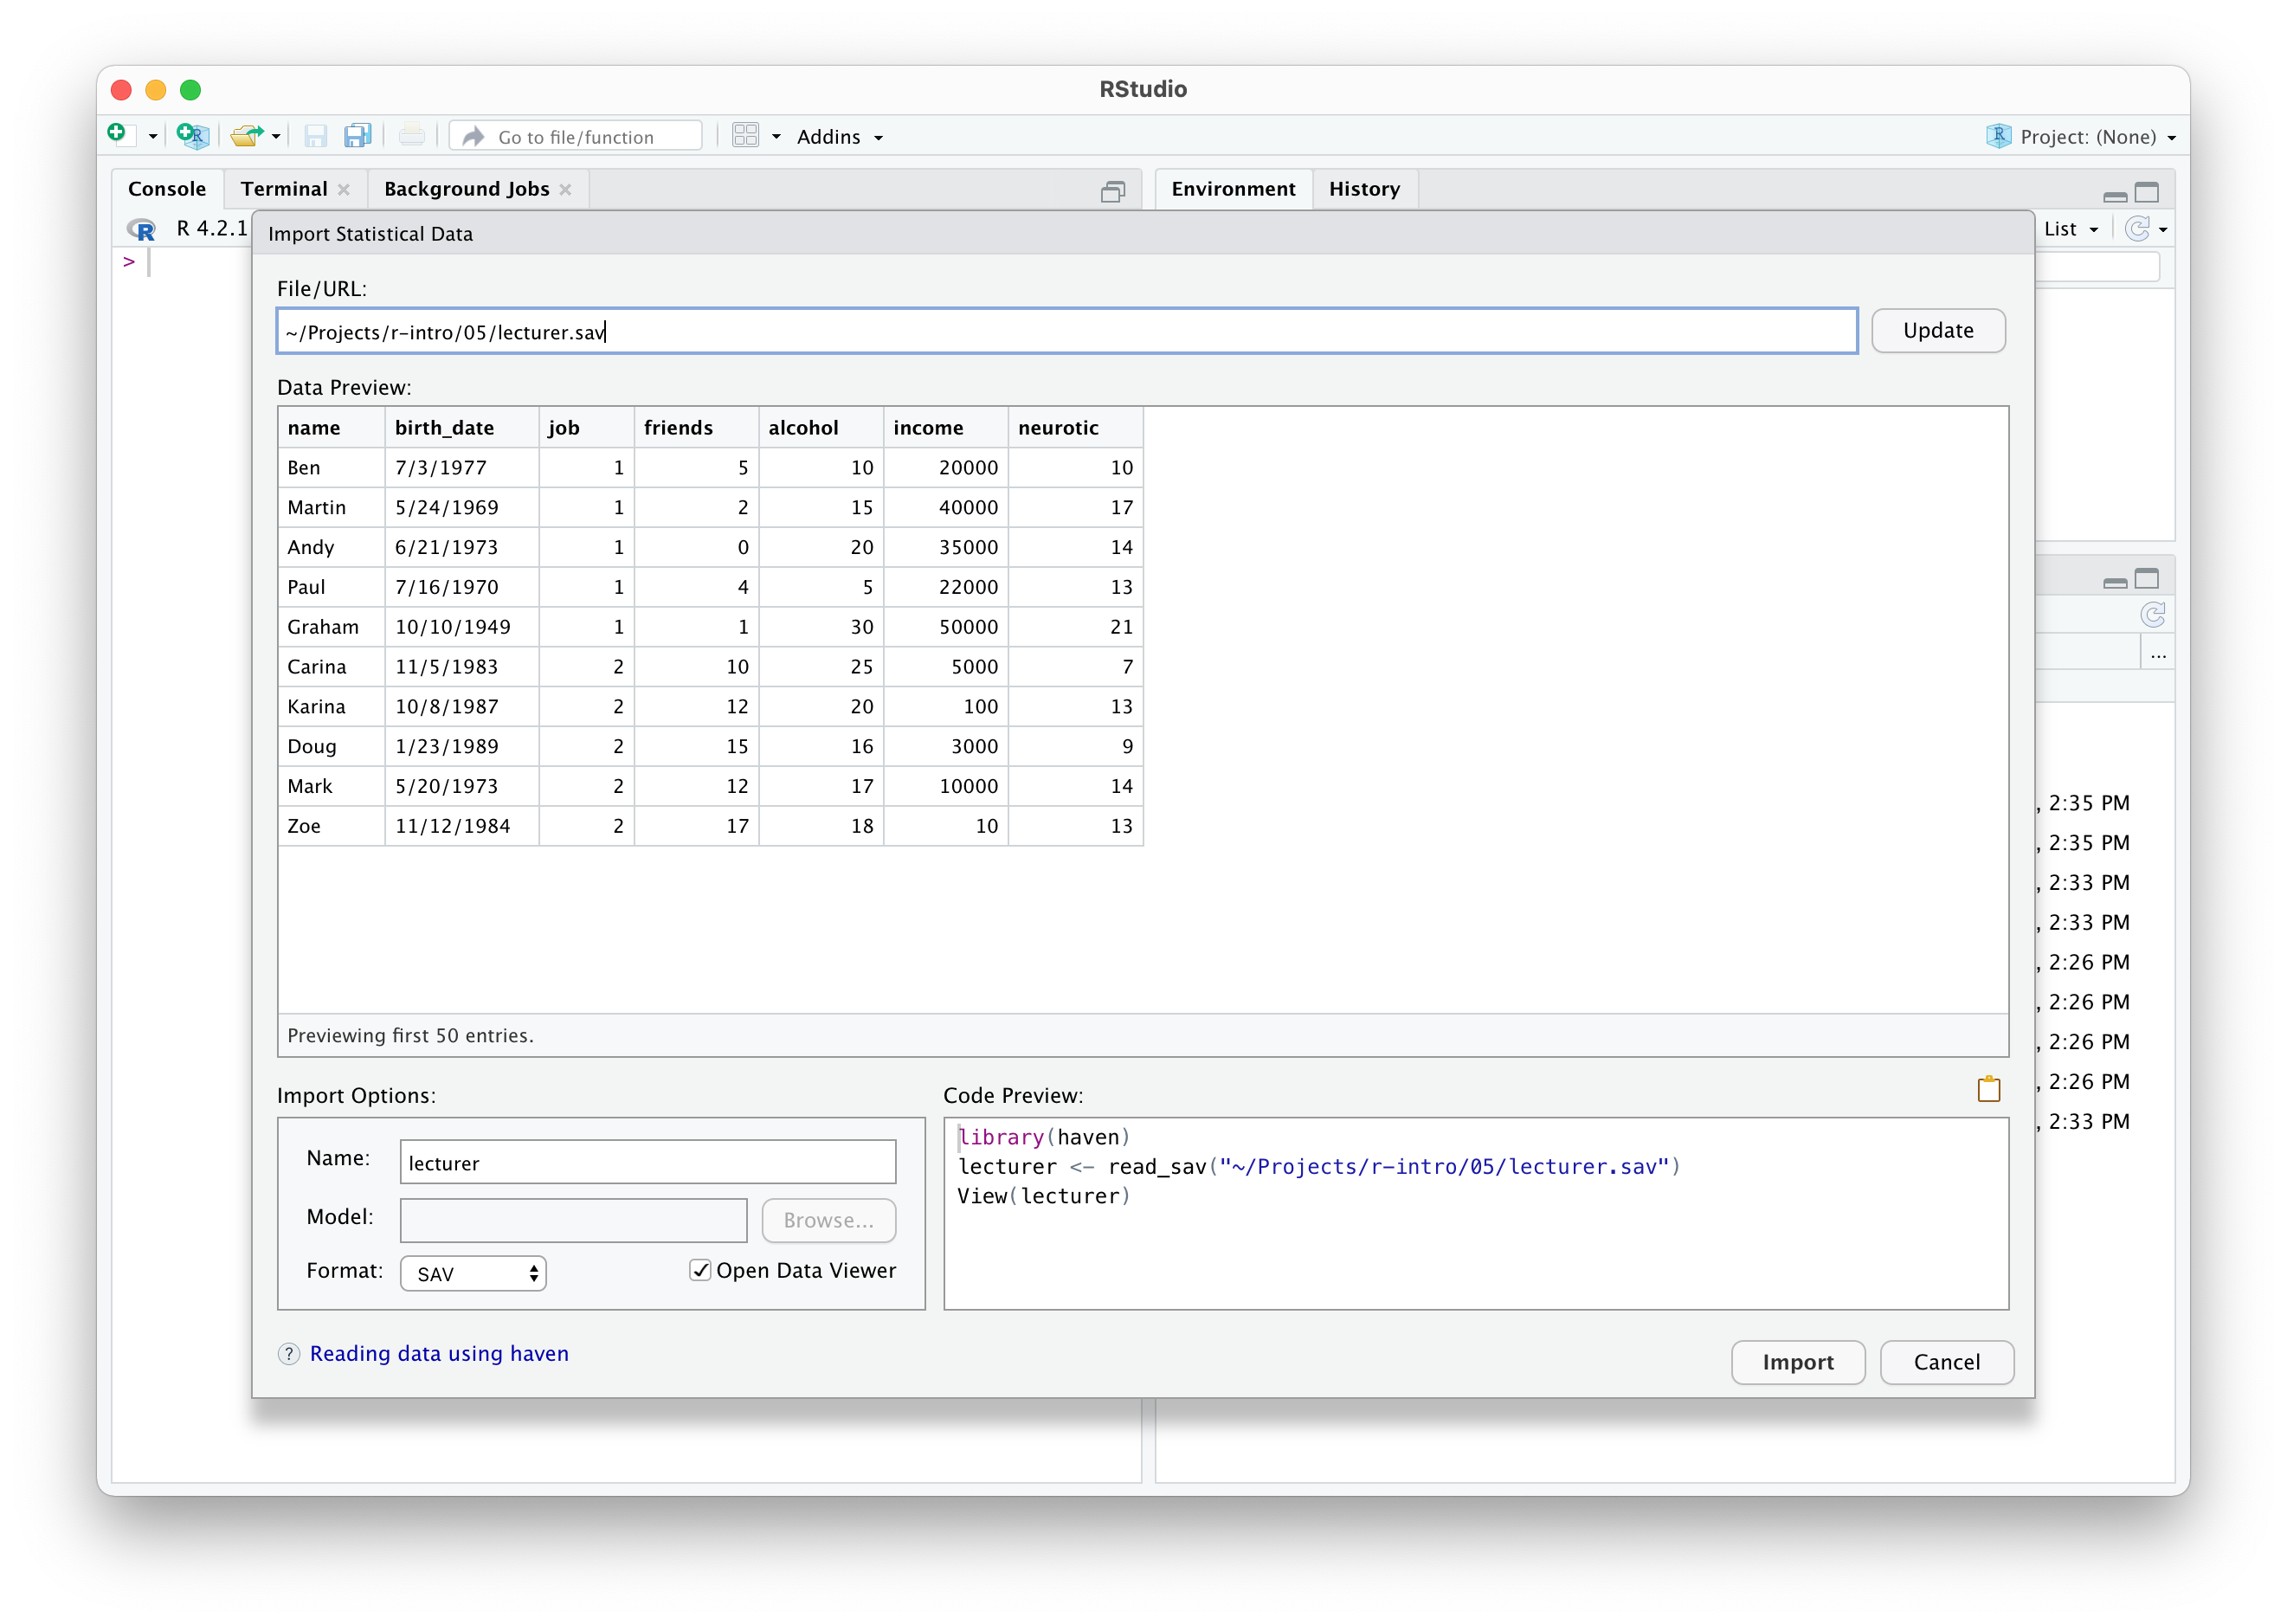 RStudio
Go to file/function
Addins
Project: (None)
Console Terminal Background Jobs
Environment History
R 4.2.1
List
>
Import Statistical Data
File/URL:
~/Projects/r-intro/05/lecturer.sav
Update
Data Preview:
name birth_date job friends alcohol income neurotic
Ben 7/3/1977 1 5 10 20000 10
Martin 5/24/1969 1 2 15 40000 17
Andy 6/21/1973 1 0 20 35000 14
Paul 7/16/1970 1 4 5 22000 13
Graham 10/10/1949 1 1 30 50000 21
Carina 11/5/1983 2 10 25 5000 7
Karina 10/8/1987 2 12 20 100 13
Doug 1/23/1989 2 15 16 3000 9
Mark 5/20/1973 2 12 17 10000 14
Zoe 11/12/1984 2 17 18 10 13
Previewing first 50 entries.
...
, 2:35 PM
, 2:35 PM
, 2:33 PM
, 2:33 PM
, 2:26 PM
, 2:26 PM
, 2:26 PM
, 2:26 PM
, 2:33 PM
Import Options:
Name: lecturer
Model: Browse...
Format: SAV Open Data Viewer
Code Preview:
library(haven)
lecturer <- read_sav("~/Projects/r-intro/05/lecturer.sav")
View(lecturer)
? Reading data using haven
Import Cancel